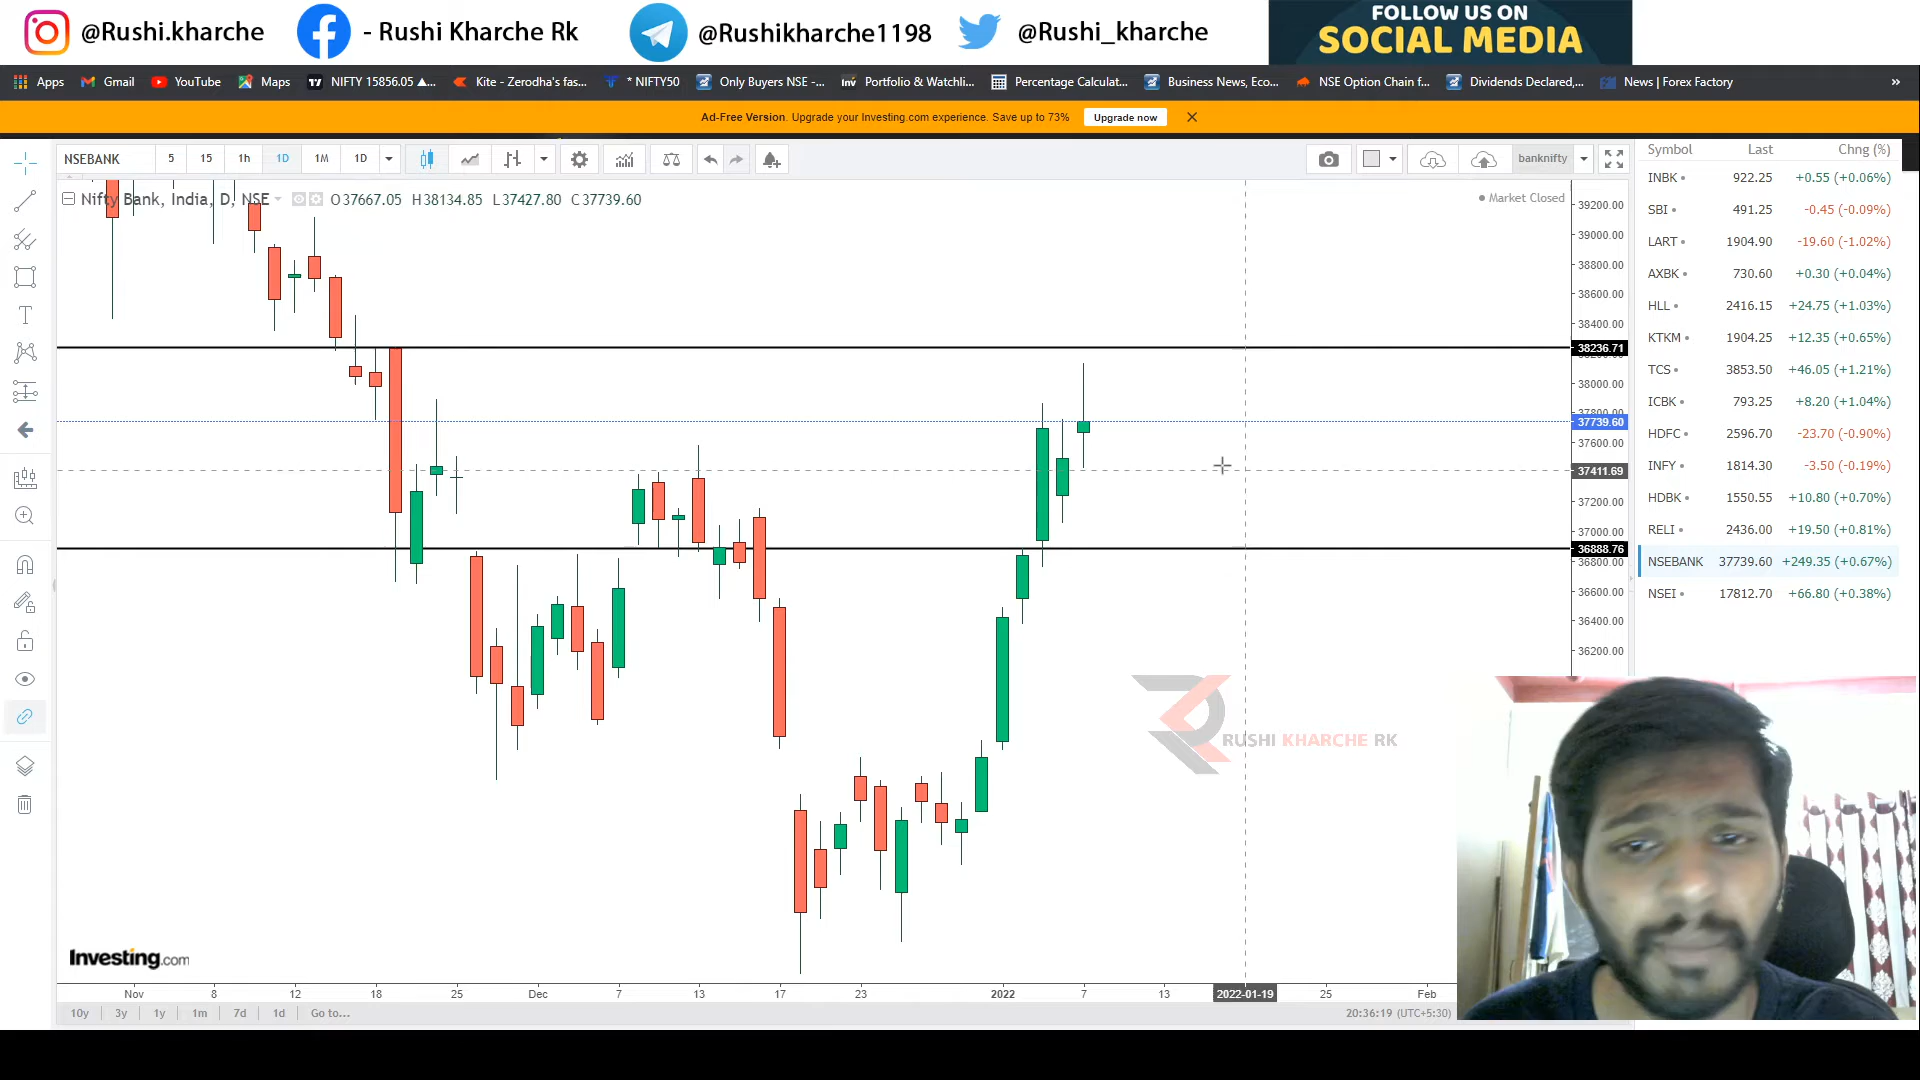 @Rushi.kharche
- Rushi Kharche Rk
@Rushikharche1198
@Rushi_kharche
FOLLOW US ON
SOCIAL MEDIA
Apps
Gmail
YouTube
Maps
NIFTY 15856.05 ▲...
Kite - Zerodha's fas...
* NIFTY50
Only Buyers NSE -...
Portfolio & Watchli...
Percentage Calculat...
Business News, Eco...
NSE Option Chain f...
Dividends Declared,...
News | Forex Factory
»
Ad-Free Version. Upgrade your Investing.com experience. Save up to 73%
Upgrade now
NSEBANK
5
15
1h
1D
1M
1D
banknifty
Nifty Bank, India, D, NSE
O37667.05 H38134.85 L37427.80 C37739.60
Market Closed
39200.00
39000.00
38800.00
38600.00
38400.00
38236.71
38000.00
37800.00
37739.60
37600.00
37411.69
37200.00
37000.00
36888.76
36800.00
36600.00
36400.00
36200.00
Symbol Last Chng (%)
INBK 922.25 +0.55 (+0.06%)
SBI 491.25 -0.45 (-0.09%)
LART 1904.90 -19.60 (-1.02%)
AXBK 730.60 +0.30 (+0.04%)
HLL 2416.15 +24.75 (+1.03%)
KTKM 1904.25 +12.35 (+0.65%)
TCS 3853.50 +46.05 (+1.21%)
ICBK 793.25 +8.20 (+1.04%)
HDFC 2596.70 -23.70 (-0.90%)
INFY 1814.30 -3.50 (-0.19%)
HDBK 1550.55 +10.80 (+0.70%)
RELI 2436.00 +19.50 (+0.81%)
NSEBANK 37739.60 +249.35 (+0.67%)
NSEI 17812.70 +66.80 (+0.38%)
RUSHI KHARCHE RK
Investing.com
Nov 8 12 18 25 Dec 7 13 17 23 2022 7 13 2022-01-19 25 Feb
10y 3y 1y 1m 7d 1d Go to...
20:36:19 (UTC+5:30)